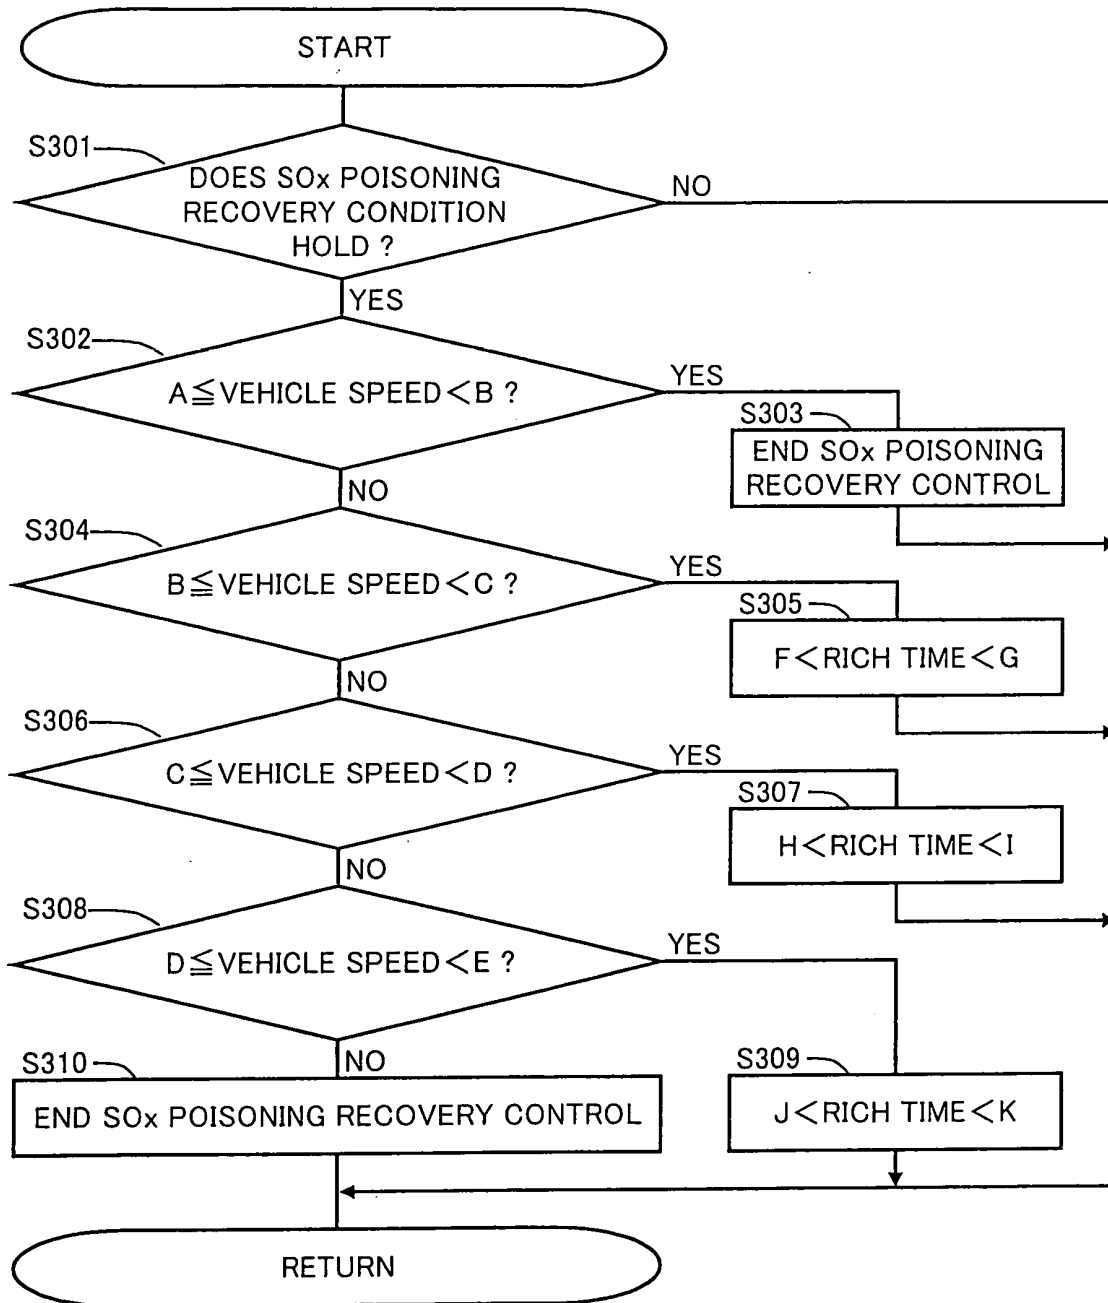 START
S301
DOES SOx POISONING
RECOVERY CONDITION
HOLD ?
NO
YES
S302
A≦VEHICLE SPEED<B ?
YES
S303
END SOx POISONING
RECOVERY CONTROL
NO
S304
B≦VEHICLE SPEED<C ?
YES
S305
F<RICH TIME<G
NO
S306
C≦VEHICLE SPEED<D ?
YES
S307
H<RICH TIME<I
NO
S308
D≦VEHICLE SPEED<E ?
YES
S309
J<RICH TIME<K
NO
S310
END SOx POISONING RECOVERY CONTROL
RETURN